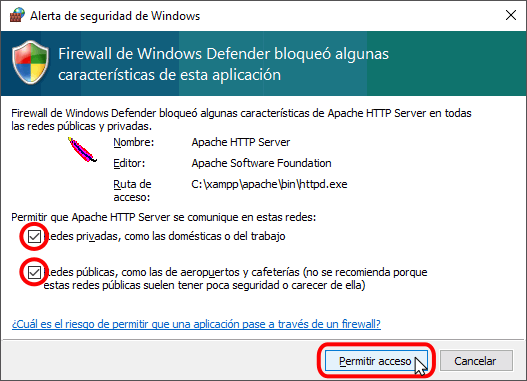 Alerta de seguridad de Windows
Firewall de Windows Defender bloqueó algunas
características de esta aplicación
Firewall de Windows Defender bloqueó algunas características de Apache HTTP Server en todas
las redes públicas y privadas.
Nombre: Apache HTTP Server
Editor: Apache Software Foundation
Ruta de C:\xampp\apache\bin\httpd.exe
acceso:
Permitir que Apache HTTP Server se comunique en estas redes:
Redes privadas, como las domésticas o del trabajo
Redes públicas, como las de aeropuertos y cafeterías (no se recomienda porque
estas redes públicas suelen tener poca seguridad o carecer de ella)
¿Cuál es el riesgo de permitir que una aplicación pase a través de un firewall?
Permitir acceso Cancelar